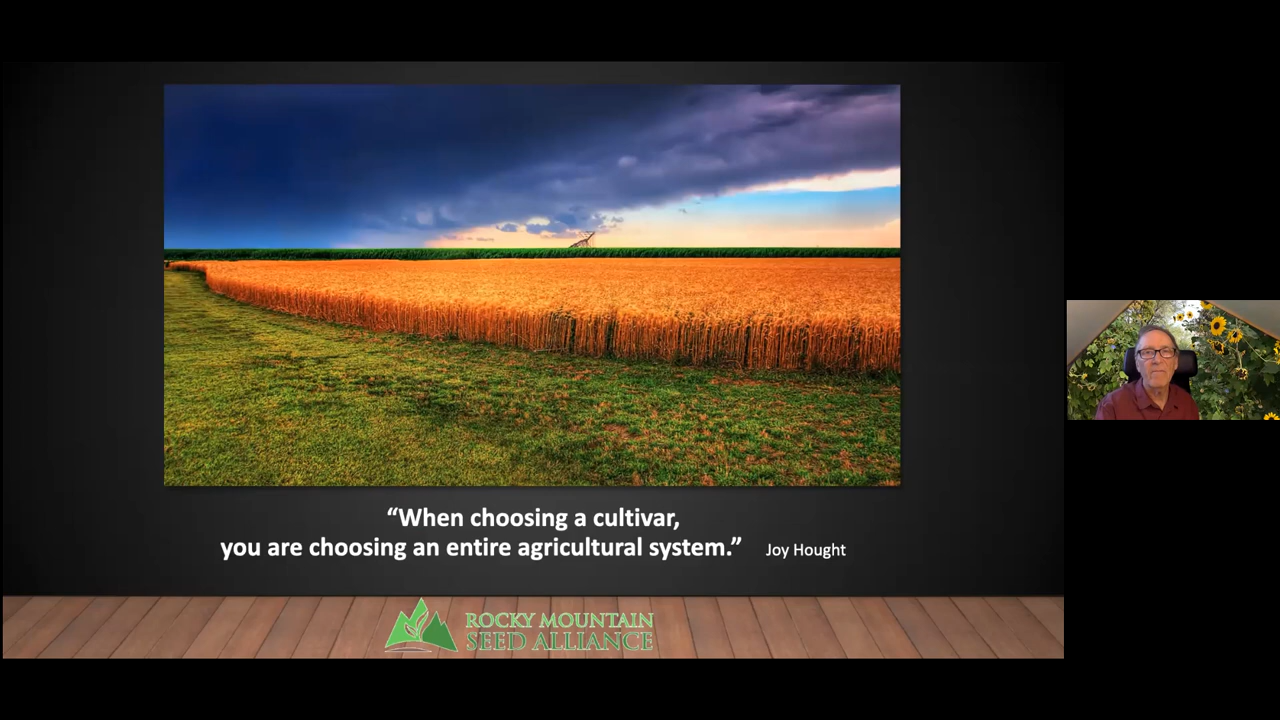 “When choosing a cultivar,
you are choosing an entire agricultural system.” Joy Hought
ROCKY MOUNTAIN
SEED ALLIANCE